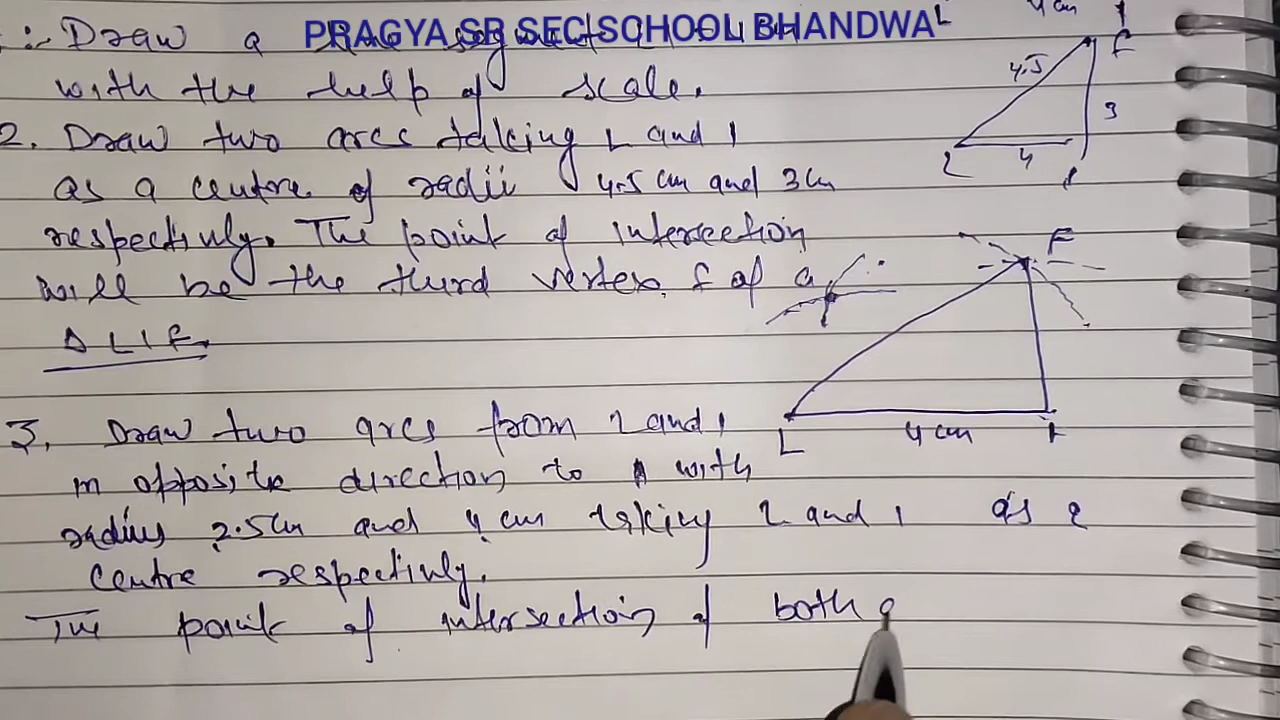 PRAGYA SR SEC SCHOOL BHANDWA
Draw a
with the help of scale.
2. Draw two arcs taking L and I
as a centre of radii 4.5 cm and 3 cm
respectively. The point of intersection
will be the third vertex F of a
Δ LIF.
3. Draw two arcs from L and I
in opposite direction to with
radius 2.5 cm and 4 cm taking L and I as a
centre respectively.
The point of intersection of both a
L 4 cm I
4.5 F
3
L 4 I
F
L 4 cm I